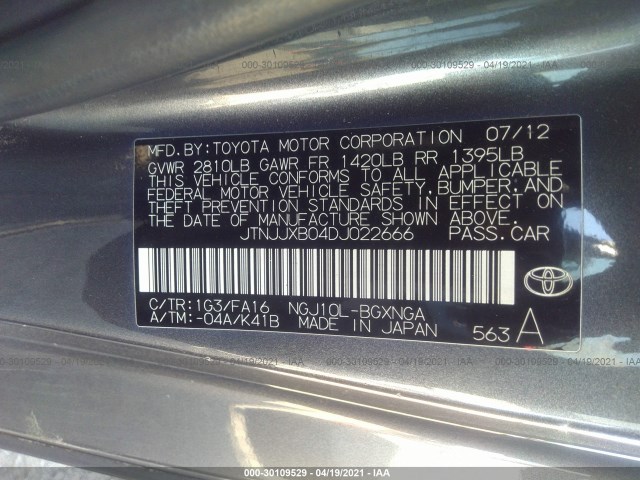 000-30109529 - 04/19/2021 - IAA
MFD.BY:TOYOTA MOTOR CORPORATION 07/12
GVWR 2810LB GAWR FR 1420LB RR 1395LB
THIS VEHICLE CONFORMS TO ALL APPLICABLE
FEDERAL MOTOR VEHICLE SAFETY,BUMPER,AND
THEFT PREVENTION STANDARDS IN EFFECT ON
THE DATE OF MANUFACTURE SHOWN ABOVE.
JTNJJXB04DJ022666 PASS.CAR
C/TR:1G3/FA16 NGJ10L-BGXNGA
A/TM:-04A/K41B MADE IN JAPAN 563 A
000-30109529 - 04/19/2021 - IAA
000-30109529 - 04/19/2021 - IAA